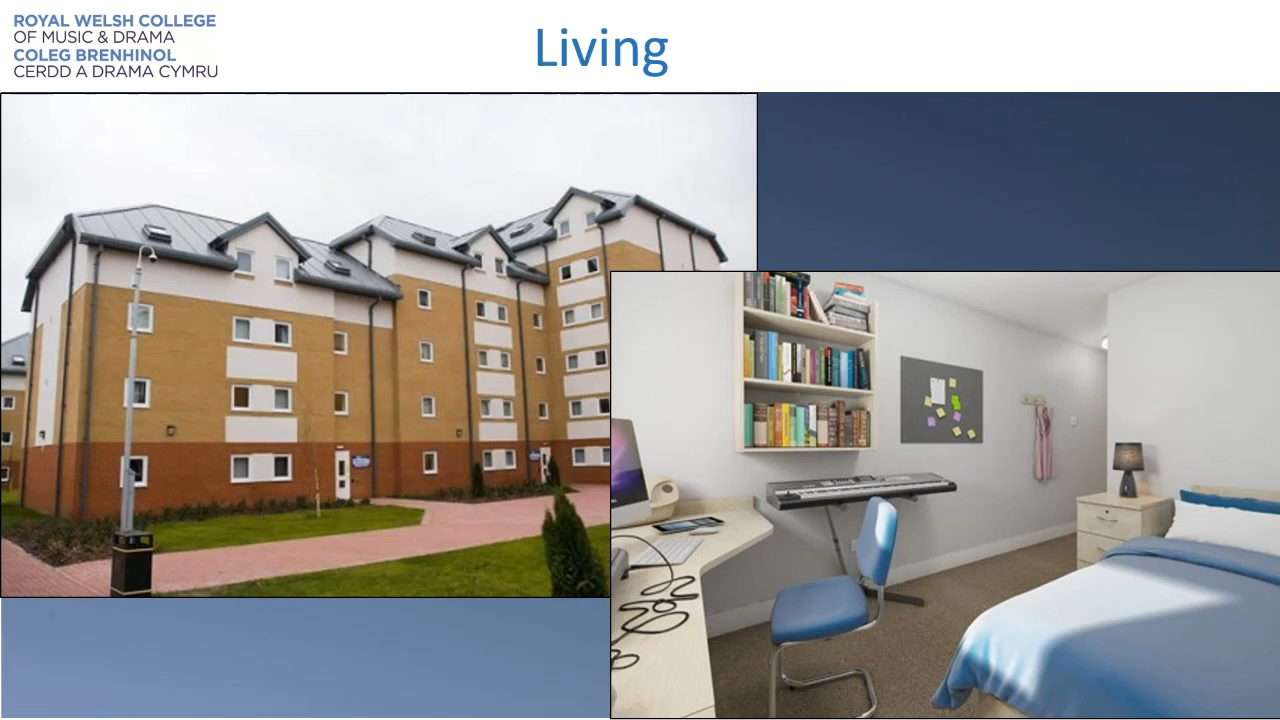 ROYAL WELSH COLLEGE
OF MUSIC & DRAMA
COLEG BRENHINOL
CERDD A DRAMA CYMRU
Living